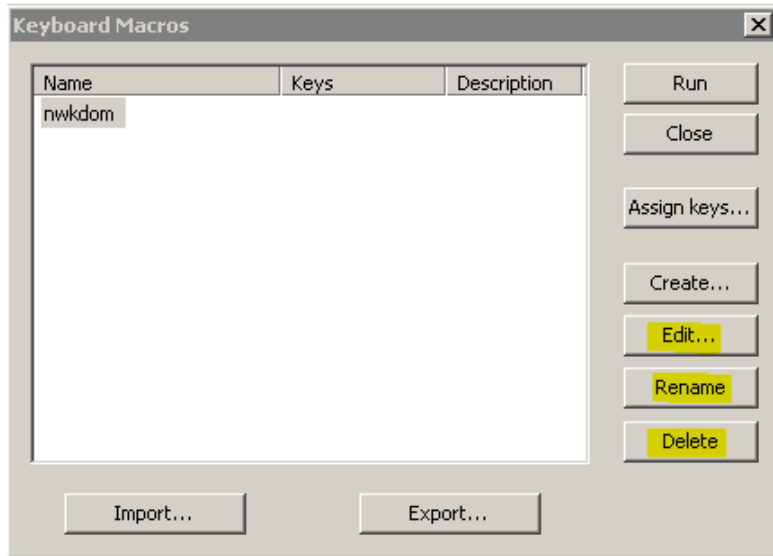 Keyboard Macros
Name Keys Description
nwkdom
Run
Close
Assign keys...
Create...
Edit...
Rename
Delete
Import... Export...